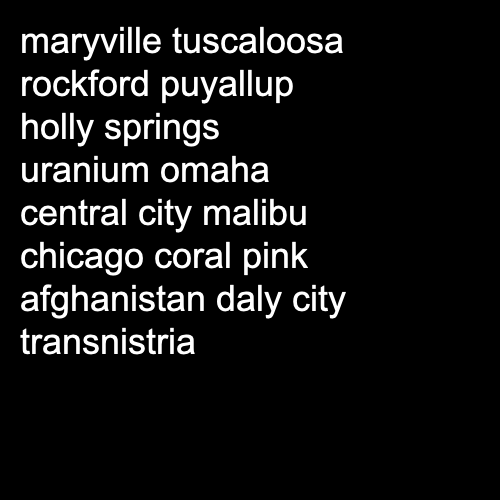 maryville tuscaloosa
rockford puyallup
holly springs
uranium omaha
central city malibu
chicago coral pink
afghanistan daly city
transnistria